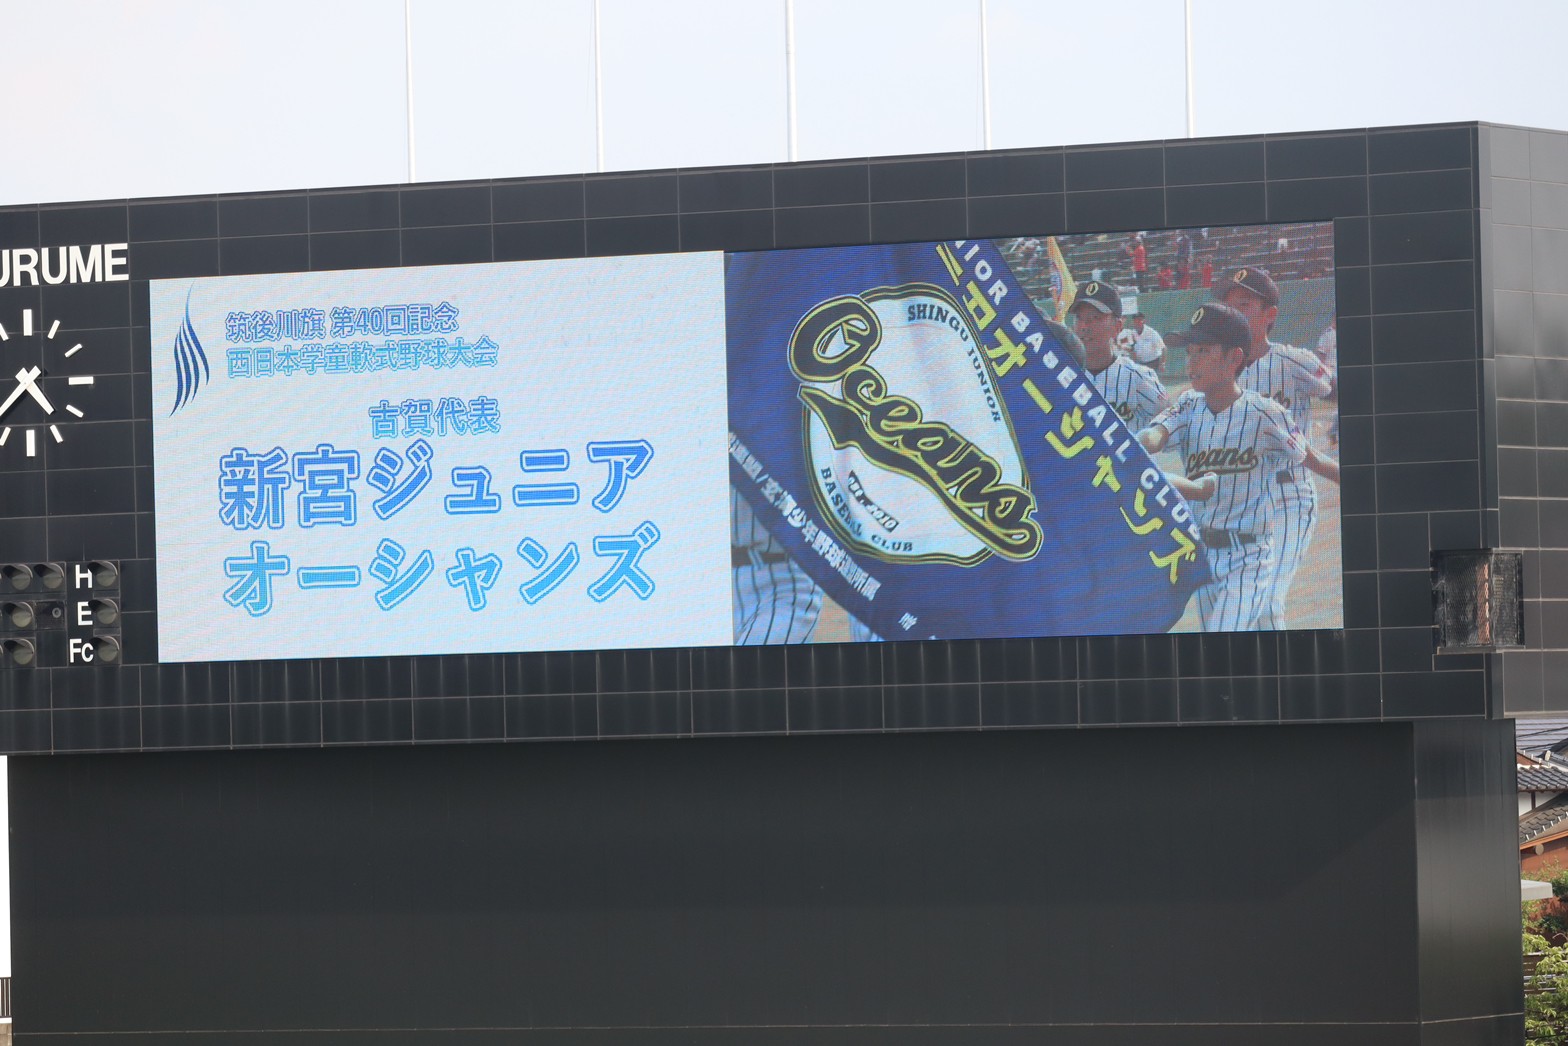 URUME
筑後川旗 第40回記念
西日本学童軟式野球大会
古賀代表
新宮ジュニア
オーシャンズ
H
E
Fc
IOR BASEBALL CLUB
オーシャンズ
SHINGU JUNIOR
Oceans
BASEBALL CLUB